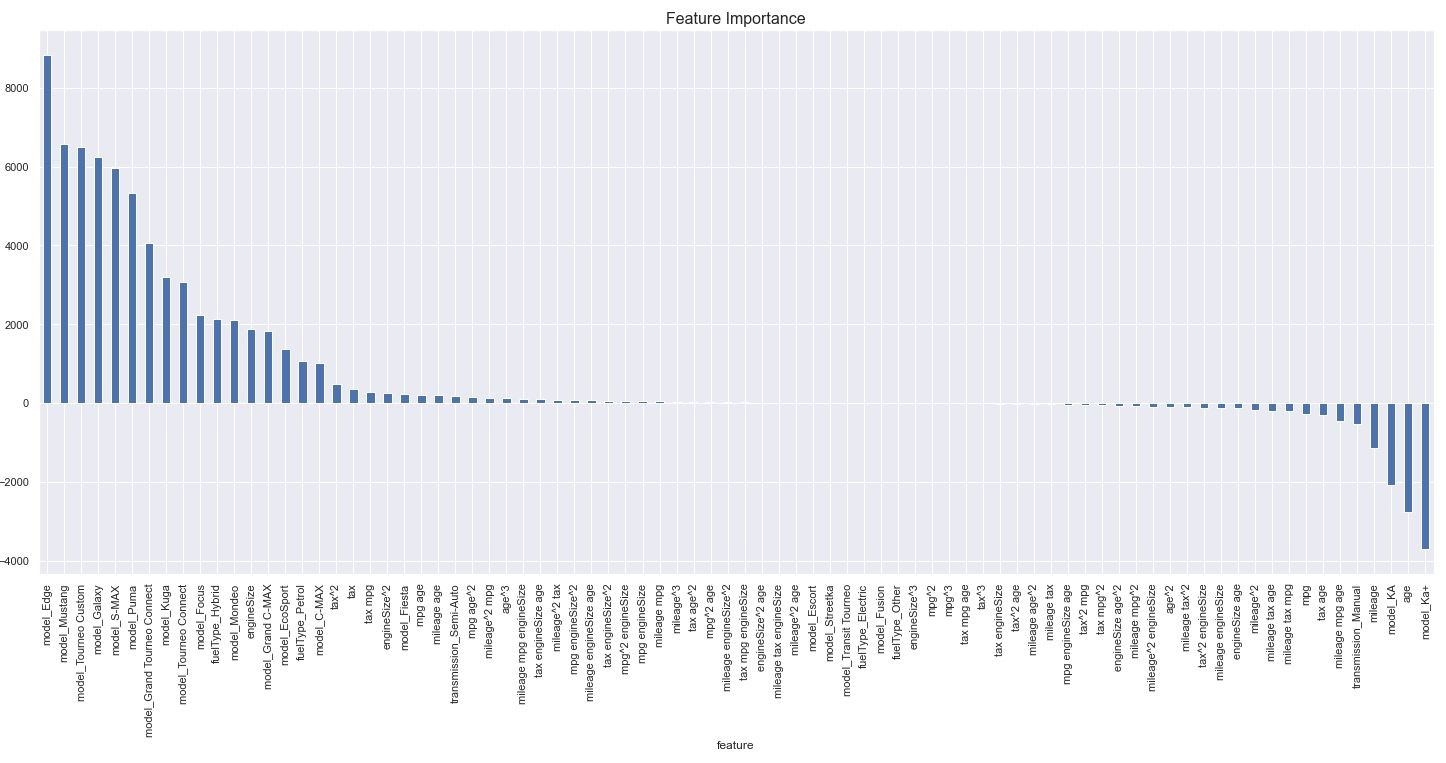 Feature Importance
8000
6000
4000
2000
0
−2000
−4000
model_Edge
model_Mustang
model_Tourneo Custom
model_Galaxy
model_S-MAX
model_Puma
model_Grand Tourneo Connect
model_Kuga
model_Tourneo Connect
model_Focus
fuelType_Hybrid
model_Mondeo
engineSize
model_Grand C-MAX
model_EcoSport
fuelType_Petrol
model_C-MAX
tax^2
tax
tax mpg
engineSize^2
model_Fiesta
mpg age
mileage age
transmission_Semi-Auto
mpg age^2
mileage^2 mpg
age^3
mileage mpg engineSize
tax engineSize age
mileage^2 tax
mpg engineSize^2
mileage engineSize age
tax engineSize^2
mpg^2 engineSize
mpg engineSize
mileage mpg
mileage^3
tax age^2
mpg^2 age
mileage engineSize^2
tax mpg engineSize
engineSize^2 age
mileage tax engineSize
mileage^2 age
model_Escort
model_Streetka
model_Transit Tourneo
fuelType_Electric
model_Fusion
fuelType_Other
engineSize^3
mpg^2
mpg^3
tax mpg age
tax^3
tax engineSize
tax^2 age
mileage age^2
mileage tax
mpg engineSize age
tax^2 mpg
tax mpg^2
engineSize age^2
mileage mpg^2
mileage^2 engineSize
age^2
mileage tax^2
tax^2 engineSize
mileage engineSize
engineSize age
mileage^2
mileage tax age
mileage tax mpg
mpg
tax age
mileage mpg age
transmission_Manual
mileage
model_KA
age
model_Ka+
feature